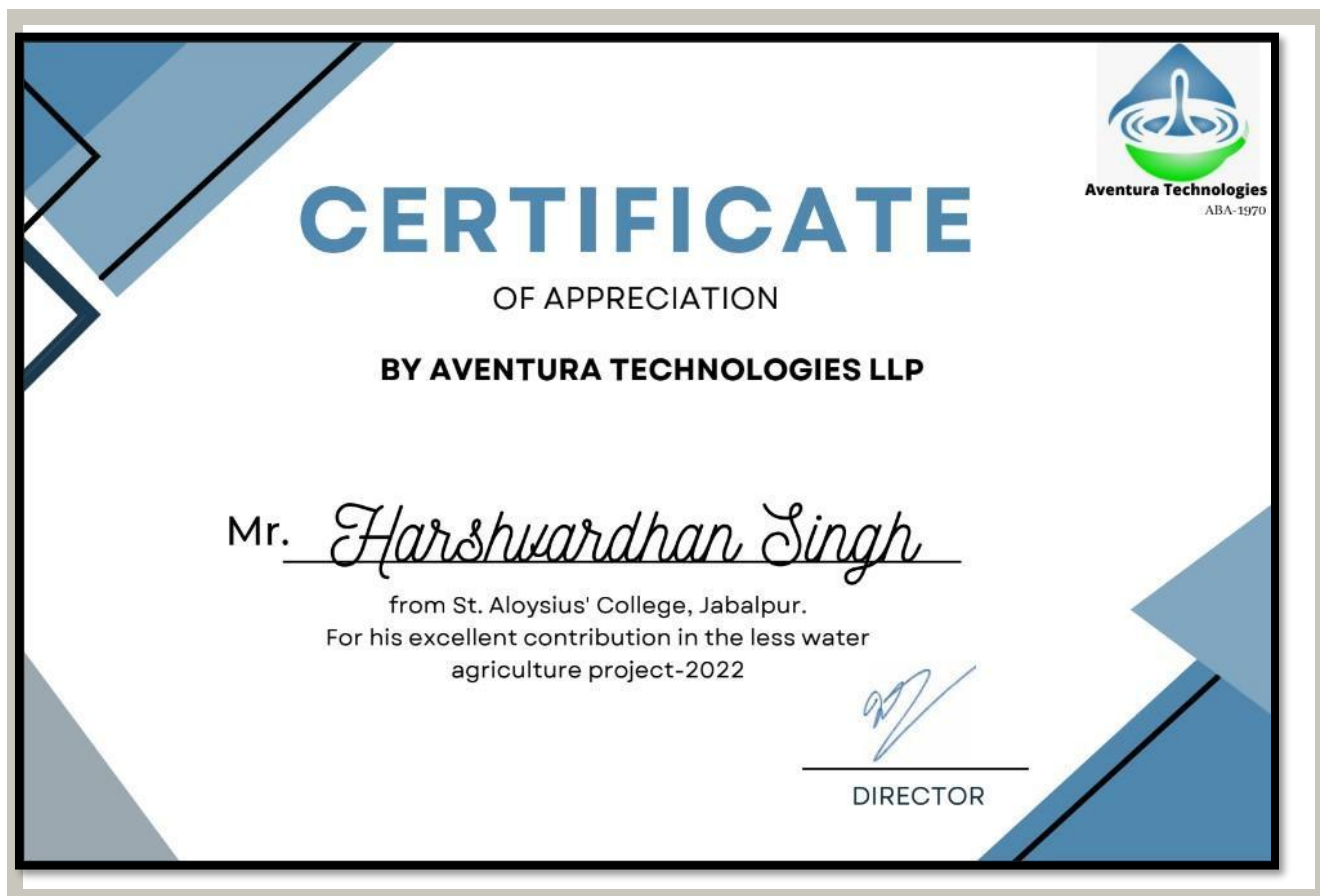 Aventura Technologies
ABA-1970
CERTIFICATE
OF APPRECIATION
BY AVENTURA TECHNOLOGIES LLP
Mr. Harshvardhan Singh
from St. Aloysius' College, Jabalpur.
For his excellent contribution in the less water
agriculture project-2022
DIRECTOR